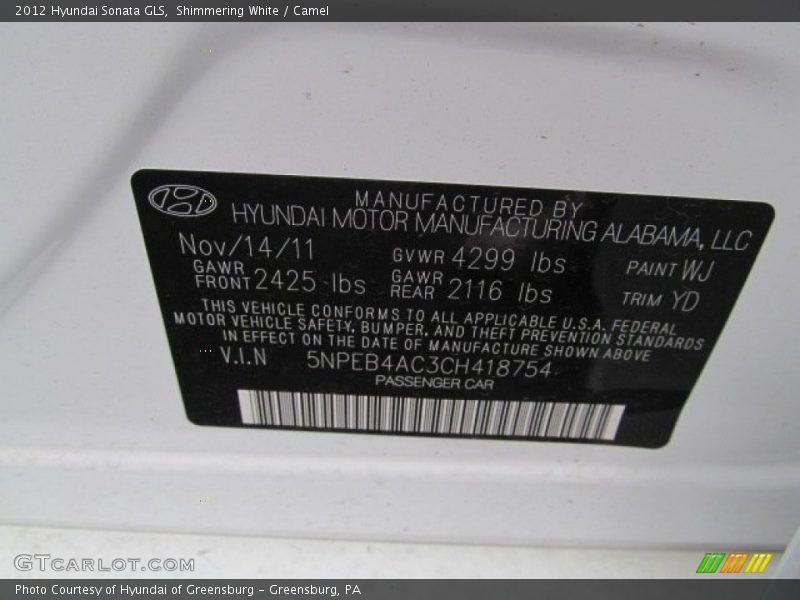 2012 Hyundai Sonata GLS, Shimmering White / Camel
MANUFACTURED BY
HYUNDAI MOTOR MANUFACTURING ALABAMA, LLC
Nov/14/11 GVWR 4299 lbs PAINT WJ
GAWR FRONT 2425 lbs GAWR REAR 2116 lbs TRIM YD
THIS VEHICLE CONFORMS TO ALL APPLICABLE U.S.A. FEDERAL
MOTOR VEHICLE SAFETY, BUMPER, AND THEFT PREVENTION STANDARDS
IN EFFECT ON THE DATE OF MANUFACTURE SHOWN ABOVE
V.I.N 5NPEB4AC3CH418754
PASSENGER CAR
GTCARLOT.COM
Photo Courtesy of Hyundai of Greensburg - Greensburg, PA